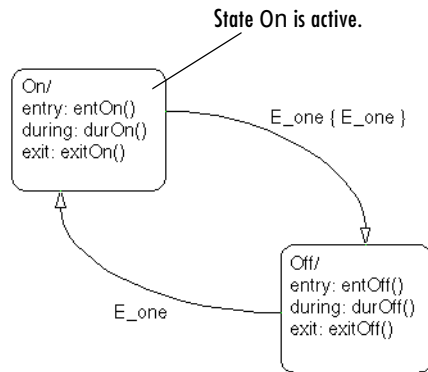 State On is active.
On/
entry: entOn()
during: durOn()
exit: exitOn()
E_one { E_one }
Off/
entry: entOff()
during: durOff()
exit: exitOff()
E_one